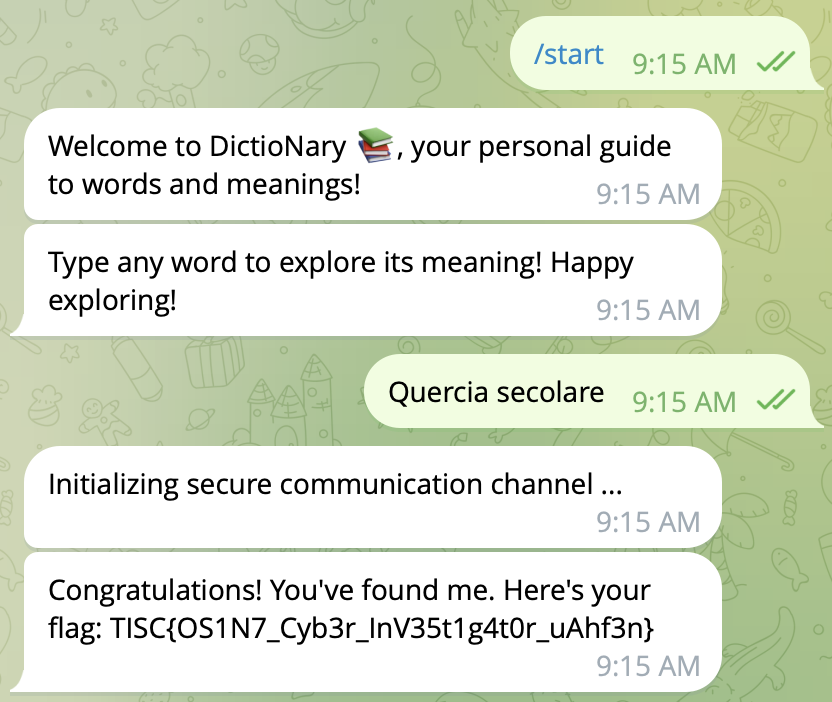 /start 9:15 AM
Welcome to DictioNary 📚, your personal guide
to words and meanings!
9:15 AM
Type any word to explore its meaning! Happy
exploring!
9:15 AM
Quercia secolare 9:15 AM
Initializing secure communication channel ...
9:15 AM
Congratulations! You've found me. Here's your
flag: TISC{OS1N7_Cyb3r_InV35t1g4t0r_uAhf3n}
9:15 AM